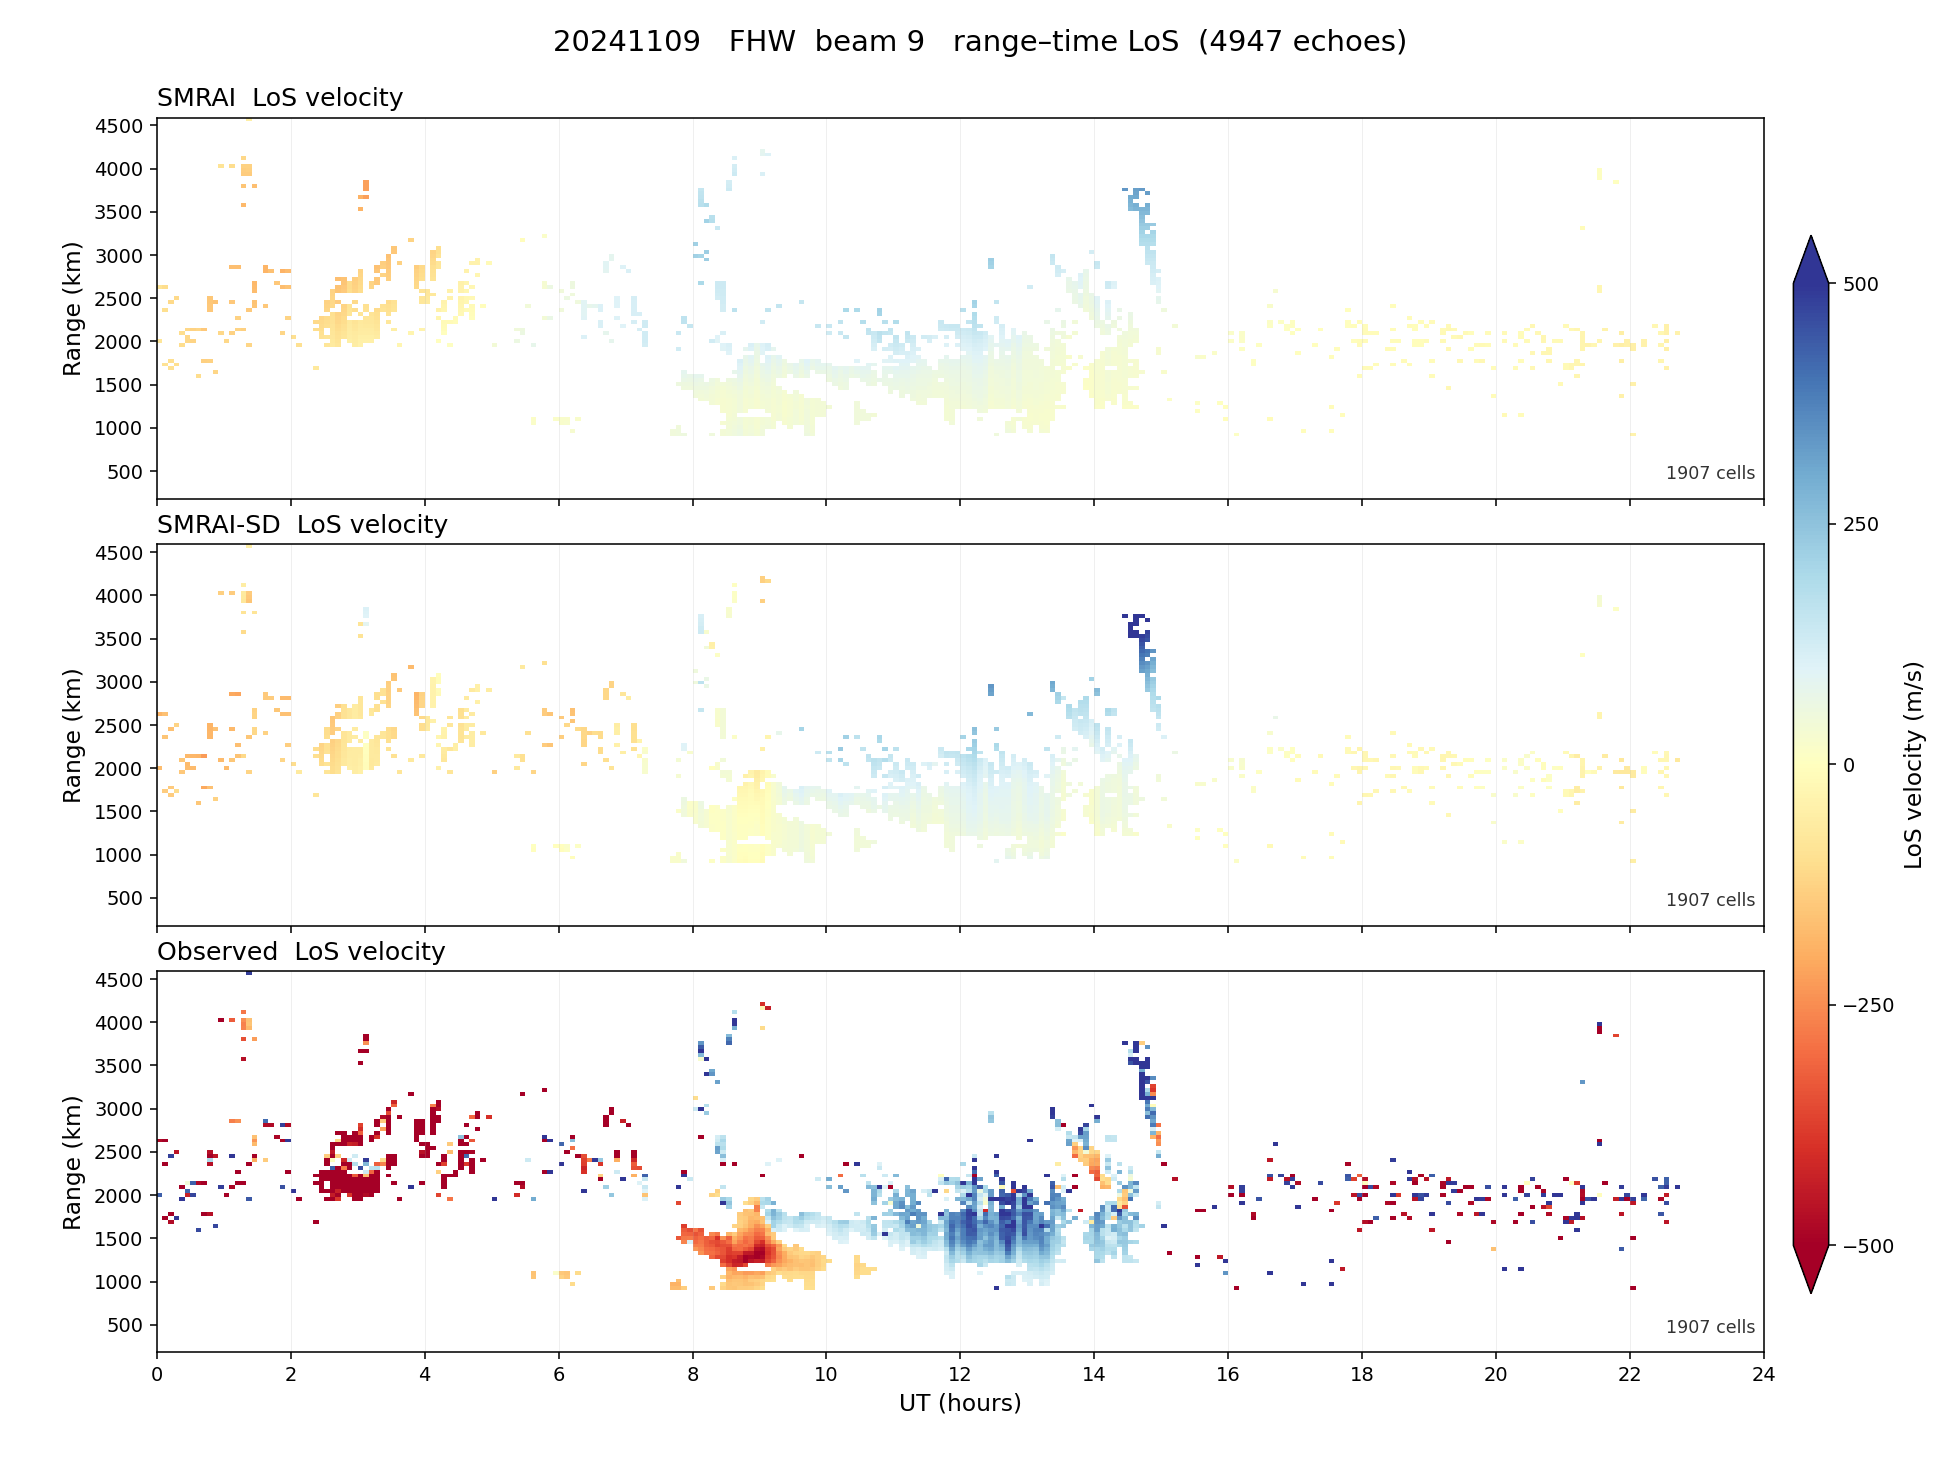 20241109   FHW  beam 9   range–time LoS  (4947 echoes)
SMRAI  LoS velocity
4500
4000
3500
3000
2500
2000
1500
1000
500
Range (km)
1907 cells
SMRAI-SD  LoS velocity
4500
4000
3500
3000
2500
2000
1500
1000
500
Range (km)
1907 cells
Observed  LoS velocity
4500
4000
3500
3000
2500
2000
1500
1000
500
Range (km)
1907 cells
0 2 4 6 8 10 12 14 16 18 20 22 24
UT (hours)
500
250
0
−250
−500
LoS velocity (m/s)